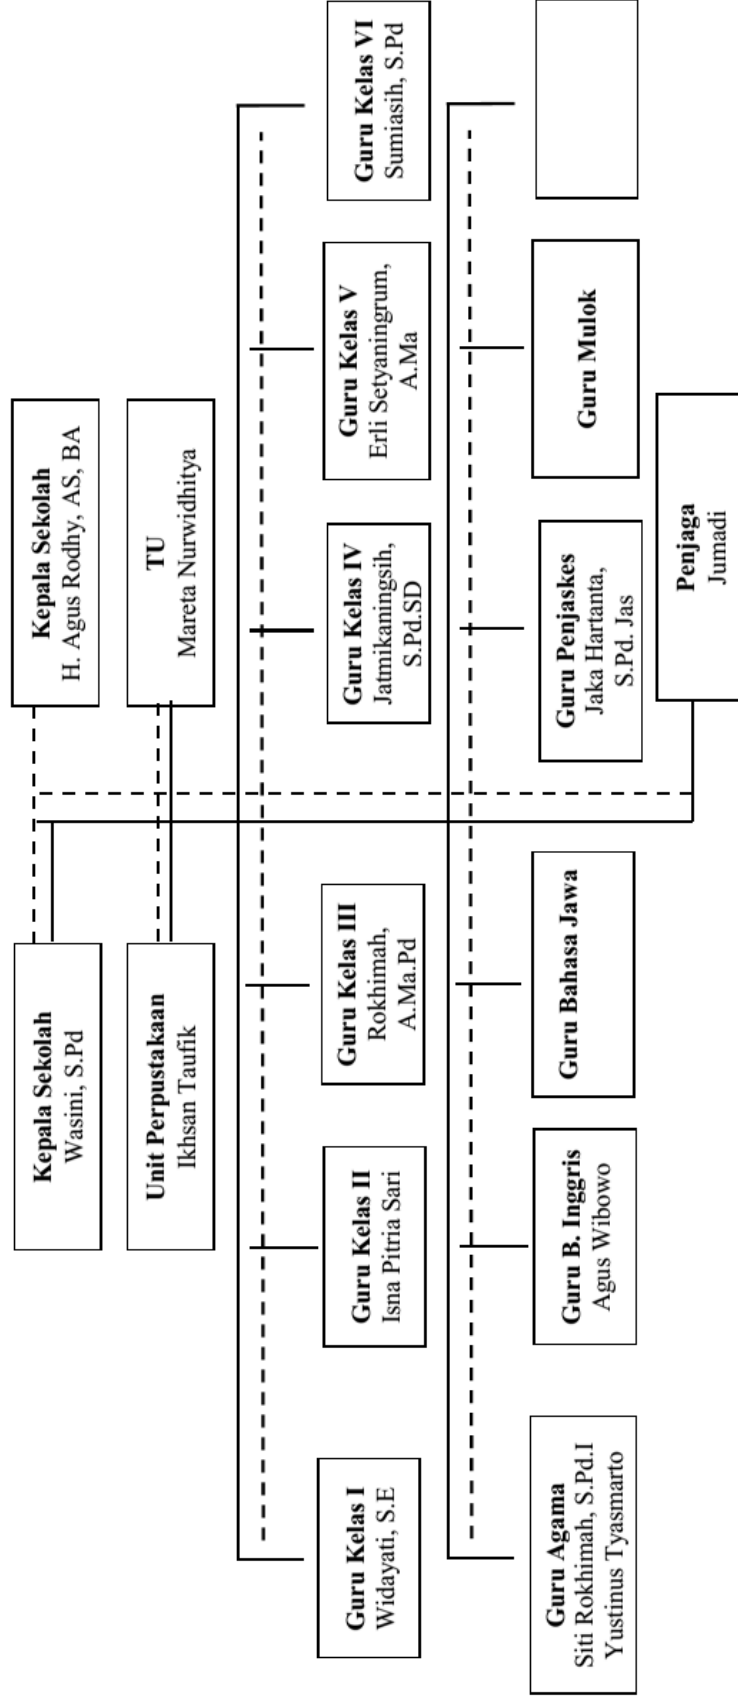 Kepala Sekolah
Wasini, S.Pd
Kepala Sekolah
H. Agus Rodhy, AS, BA
Unit Perpustakaan
Ikhsan Taufik
TU
Mareta Nurwidhitya
Guru Kelas I
Widayati, S.E
Guru Kelas II
Isna Pitria Sari
Guru Kelas III
Rokhimah,
A.Ma.Pd
Guru Kelas IV
Jatmikaningsih,
S.Pd.SD
Guru Kelas V
Erli Setyaningrum,
A.Ma
Guru Kelas VI
Sumiasih, S.Pd
Guru Agama
Siti Rokhimah, S.Pd.I
Yustinus Tyasmarto
Guru B. Inggris
Agus Wibowo
Guru Bahasa Jawa
Guru Penjaskes
Jaka Hartanta,
S.Pd. Jas
Guru Mulok
Penjaga
Jumadi